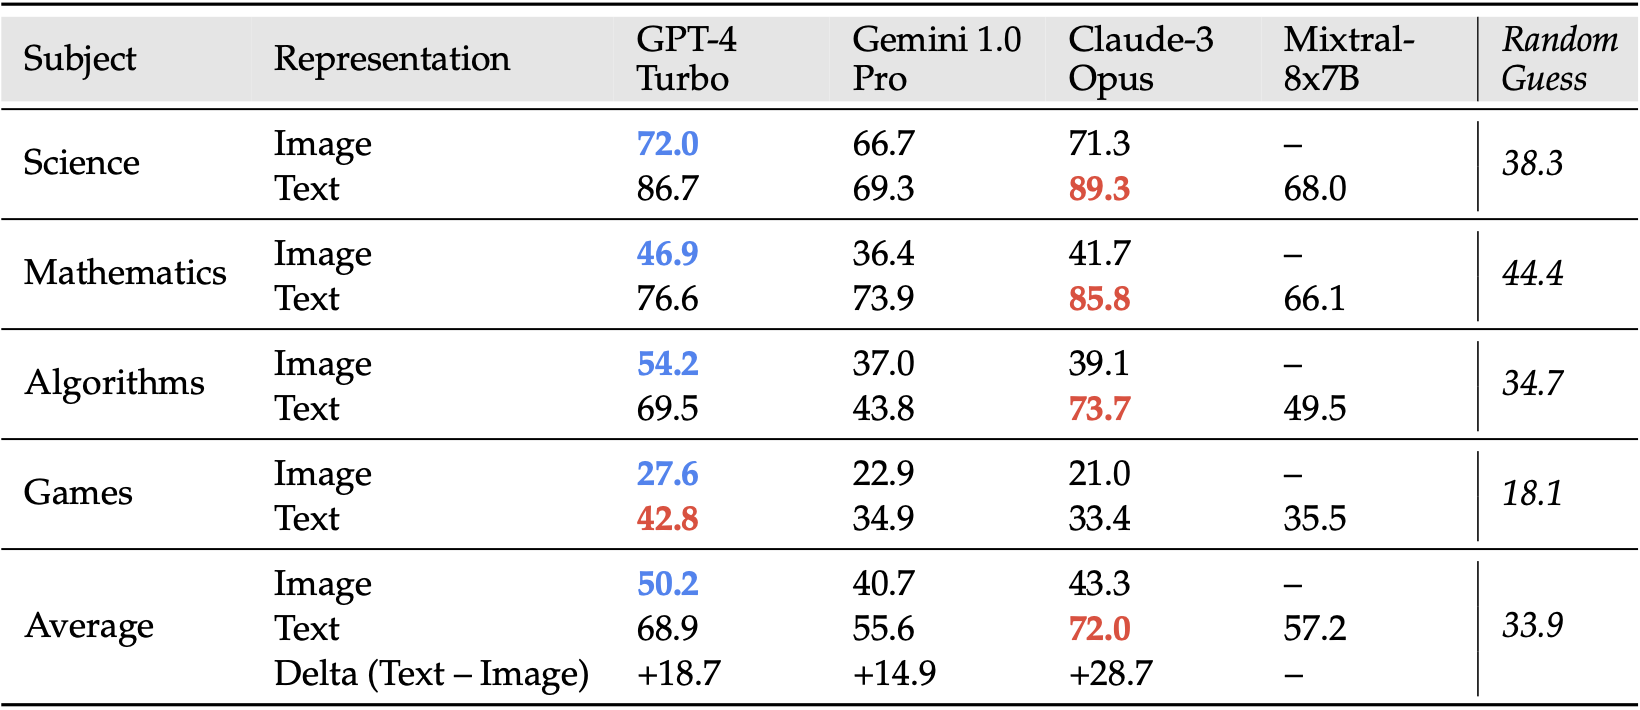 Subject Representation GPT-4 Turbo Gemini 1.0 Pro Claude-3 Opus Mixtral-8x7B Random Guess
Science Image 72.0 66.7 71.3 – 38.3
Text 86.7 69.3 89.3 68.0
Mathematics Image 46.9 36.4 41.7 – 44.4
Text 76.6 73.9 85.8 66.1
Algorithms Image 54.2 37.0 39.1 – 34.7
Text 69.5 43.8 73.7 49.5
Games Image 27.6 22.9 21.0 – 18.1
Text 42.8 34.9 33.4 35.5
Average Image 50.2 40.7 43.3 – 33.9
Text 68.9 55.6 72.0 57.2
Delta (Text – Image) +18.7 +14.9 +28.7 –